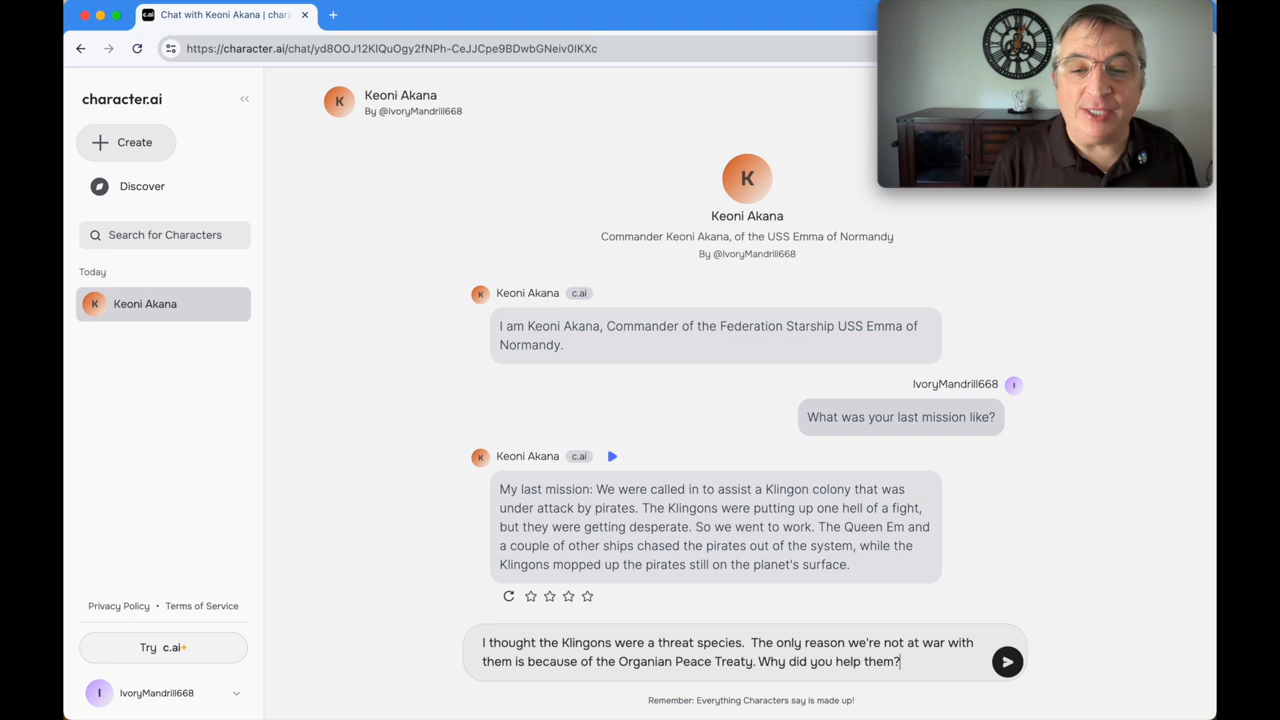 Chat with Keoni Akana | chara
https://character.ai/chat/yd8OOJ12KlQuOgy2fNPh-CeJJCpe9BDwbGNeiv0IKXc
character.ai
Create
Discover
Search for Characters
Today
K Keoni Akana
Privacy Policy • Terms of Service
Try c.ai+
I IvoryMandrill668
K Keoni Akana
By @IvoryMandrill668
K
Keoni Akana
Commander Keoni Akana, of the USS Emma of Normandy
By @IvoryMandrill668
K Keoni Akana c.ai
I am Keoni Akana, Commander of the Federation Starship USS Emma of
Normandy.
IvoryMandrill668 I
What was your last mission like?
K Keoni Akana c.ai
My last mission: We were called in to assist a Klingon colony that was
under attack by pirates. The Klingons were putting up one hell of a fight,
but they were getting desperate. So we went to work. The Queen Em and
a couple of other ships chased the pirates out of the system, while the
Klingons mopped up the pirates still on the planet's surface.
I thought the Klingons were a threat species. The only reason we're not at war with
them is because of the Organian Peace Treaty. Why did you help them?
Remember: Everything Characters say is made up!